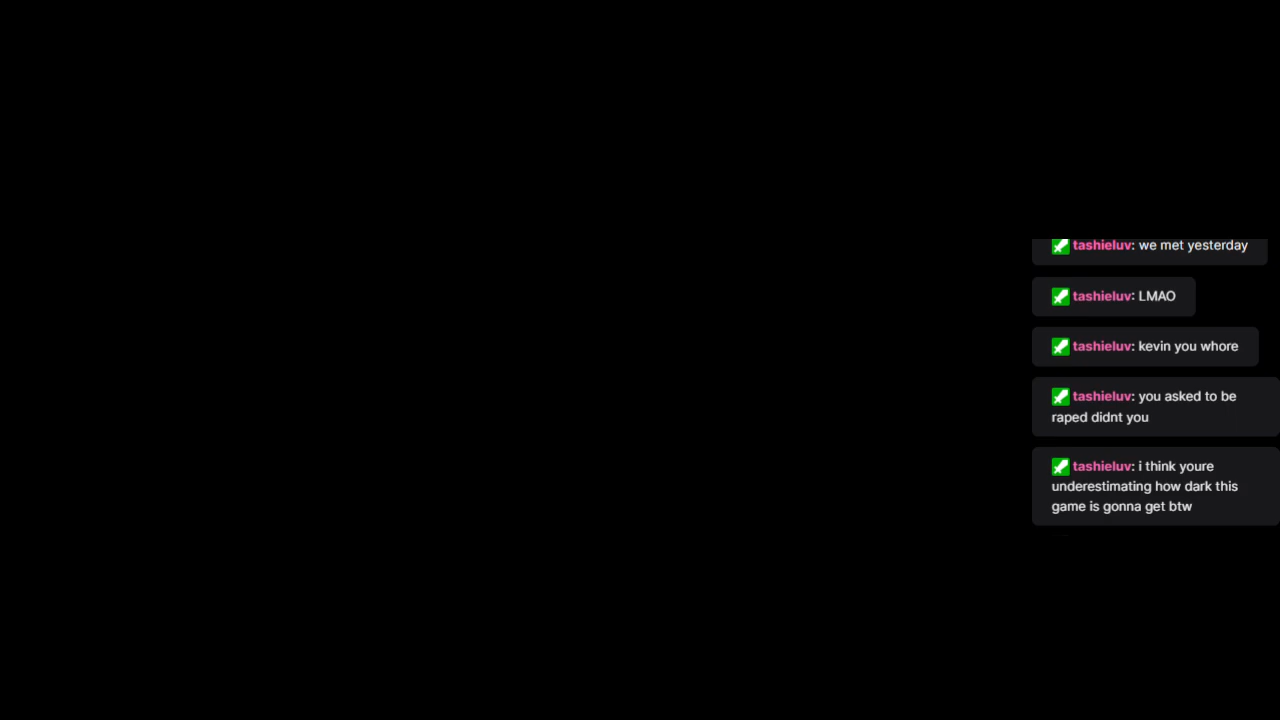 tashieluv: we met yesterday
tashieluv: LMAO
tashieluv: kevin you whore
tashieluv: you asked to be
raped didnt you
tashieluv: i think youre
underestimating how dark this
game is gonna get btw